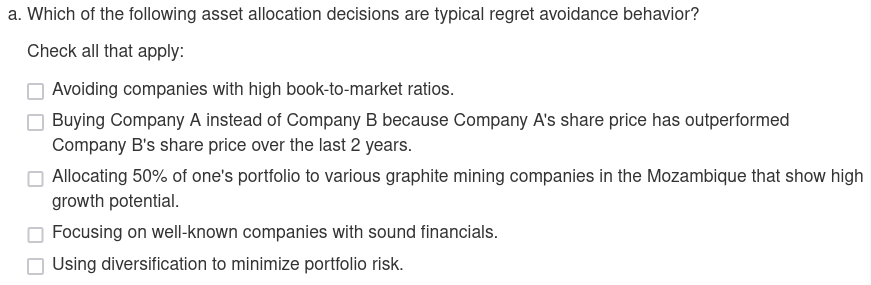 a. Which of the following asset allocation decisions are typical regret avoidance behavior?
Check all that apply:
Avoiding companies with high book-to-market ratios.
Buying Company A instead of Company B because Company A's share price has outperformed
Company B's share price over the last 2 years.
Allocating 50% of one's portfolio to various graphite mining companies in the Mozambique that show high
growth potential.
Focusing on well-known companies with sound financials.
Using diversification to minimize portfolio risk.